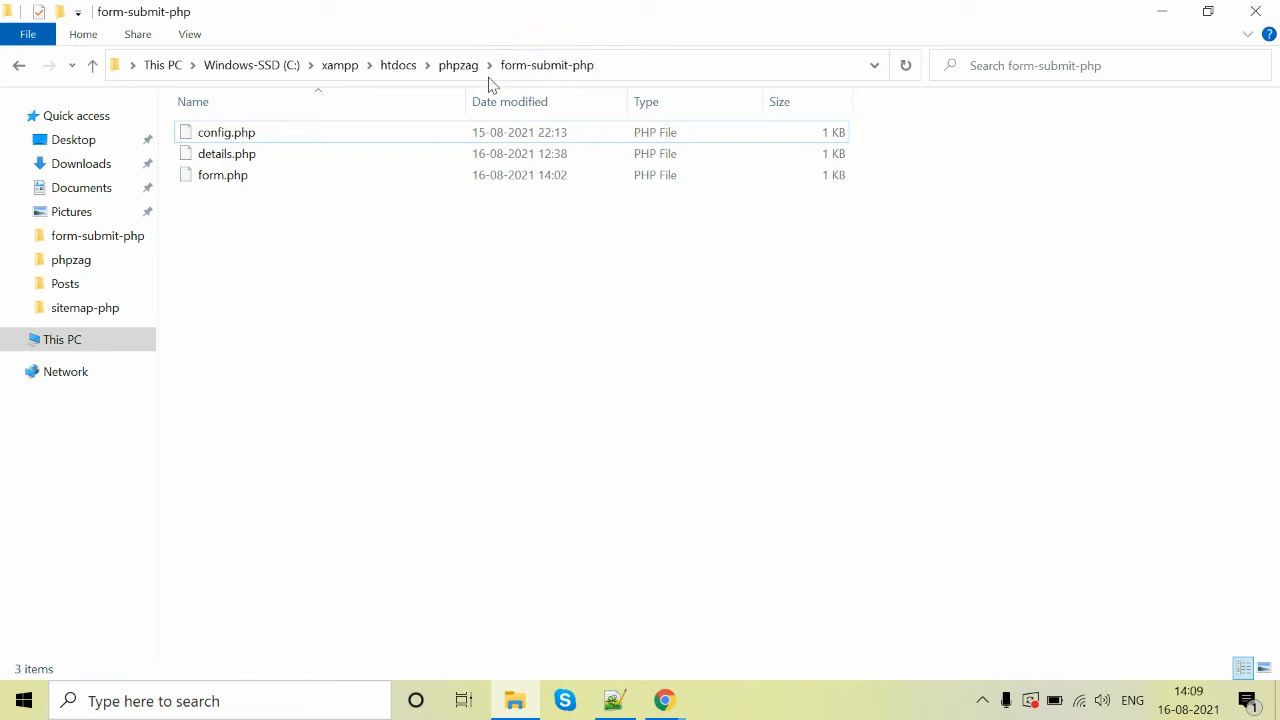 form-submit-php
File Home Share View
This PC Windows-SSD (C:) xampp htdocs phpzag form-submit-php Search form-submit-php
Name Date modified Type Size
config.php 15-08-2021 22:13 PHP File 1 KB
details.php 16-08-2021 12:38 PHP File 1 KB
form.php 16-08-2021 14:02 PHP File 1 KB
Quick access
Desktop
Downloads
Documents
Pictures
form-submit-php
phpzag
Posts
sitemap-php
This PC
Network
3 items
Type here to search
ENG
14:09
16-08-2021
1